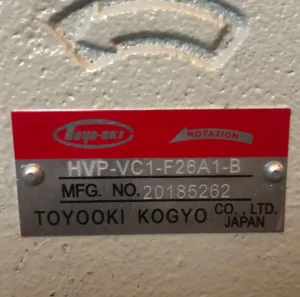 TOYO-OKI
ROTATION
HVP-VC1-F26A1-B
MFG. NO. 20185262
TOYOOKI KOGYO CO., LTD.
JAPAN